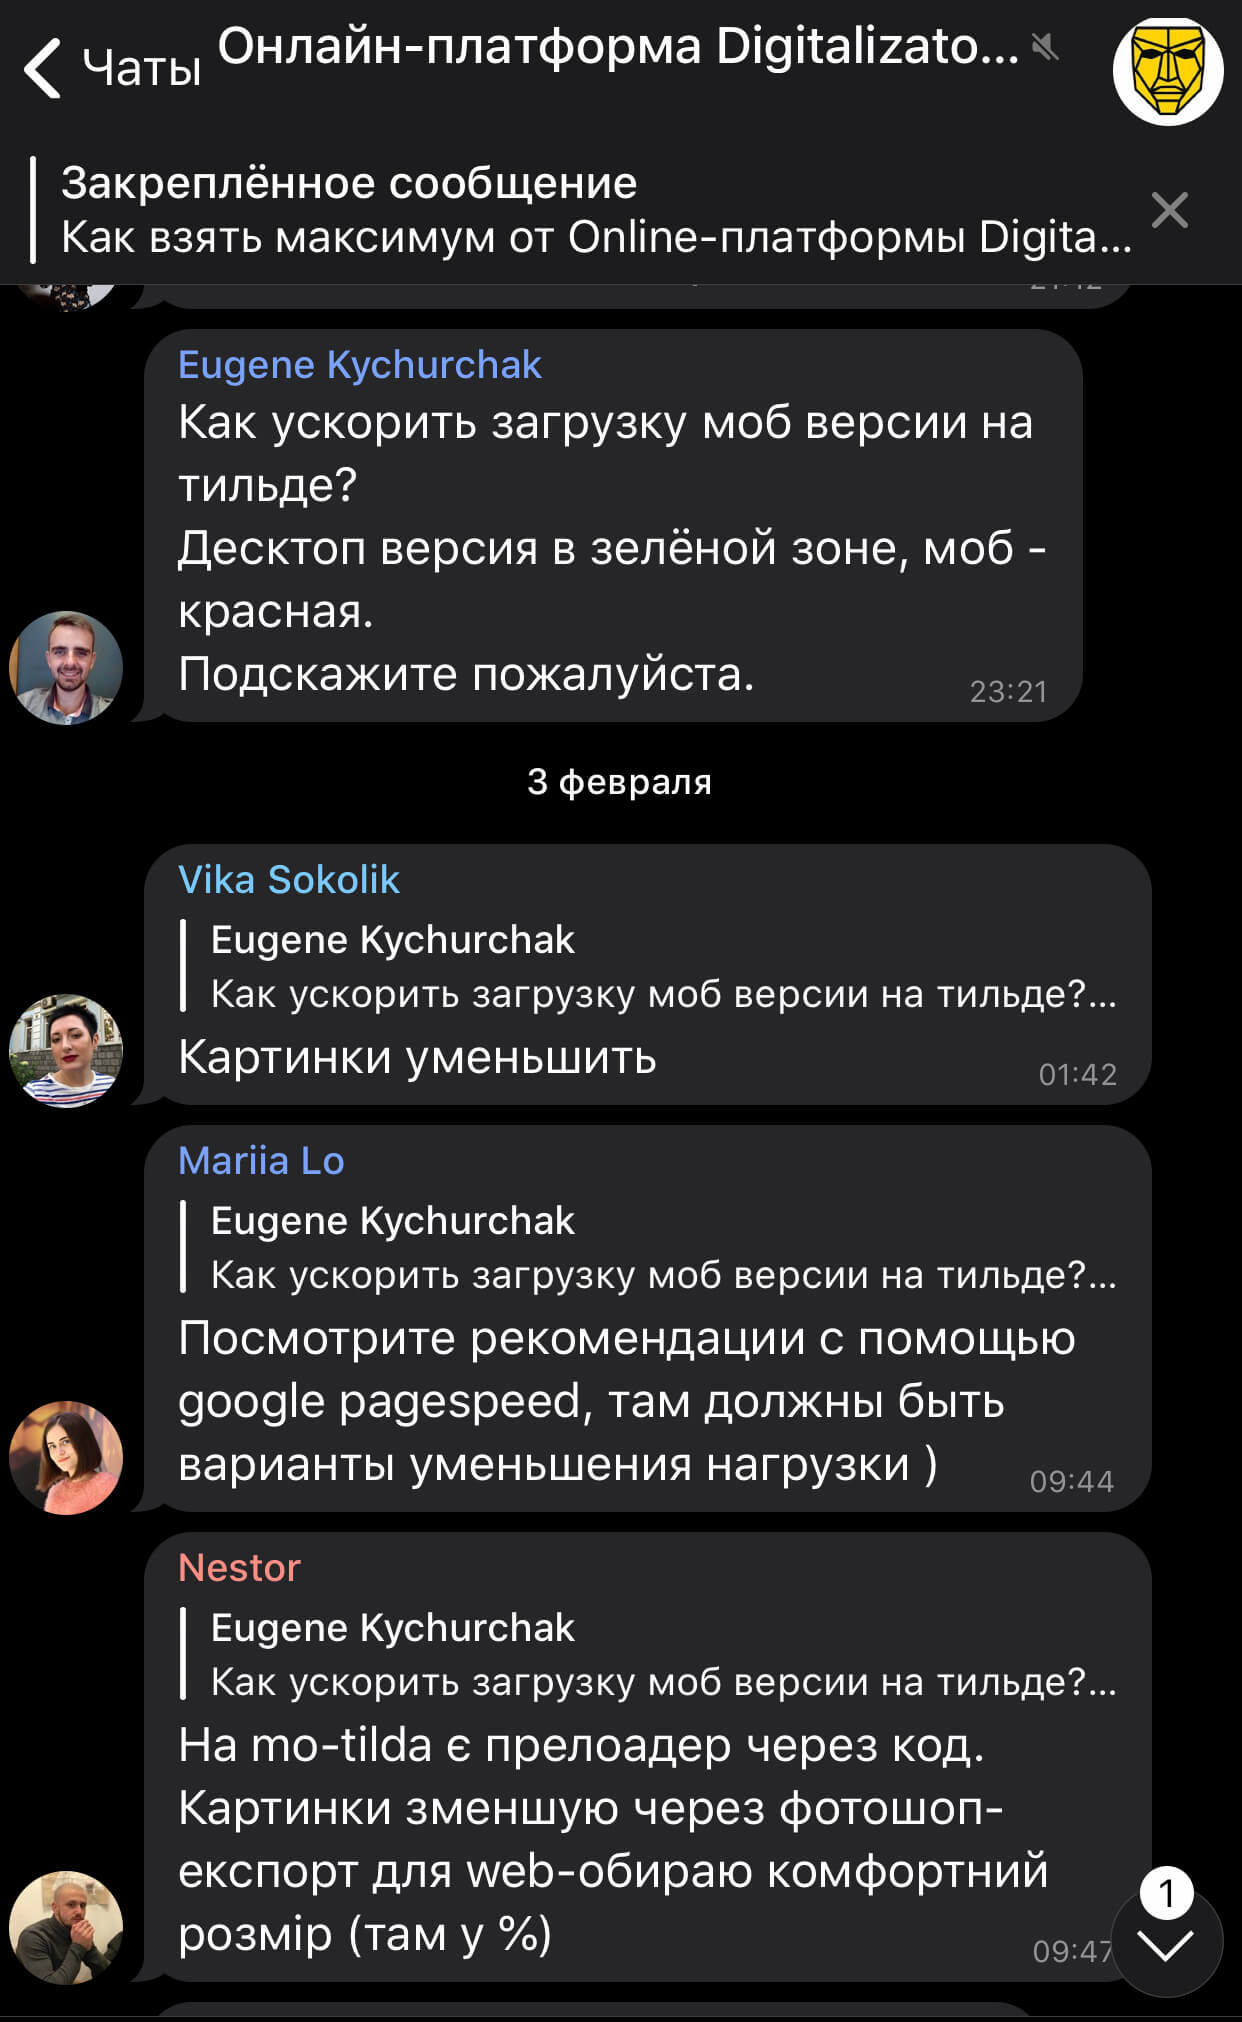 Чаты
Онлайн-платформа Digitalizato...
Закреплённое сообщение
Как взять максимум от Online-платформы Digita...
Eugene Kychurchak
Как ускорить загрузку моб версии на
тильде?
Десктоп версия в зелёной зоне, моб -
красная.
Подскажите пожалуйста.
23:21
3 февраля
Vika Sokolik
Eugene Kychurchak
Как ускорить загрузку моб версии на тильде?...
Картинки уменьшить
01:42
Mariia Lo
Eugene Kychurchak
Как ускорить загрузку моб версии на тильде?...
Посмотрите рекомендации с помощью
google pagespeed, там должны быть
варианты уменьшения нагрузки )
09:44
Nestor
Eugene Kychurchak
Как ускорить загрузку моб версии на тильде?...
На mo-tilda є прелоадер через код.
Картинки зменшую через фотошоп-
експорт для web-обираю комфортний
розмір (там у %)
09:47
1